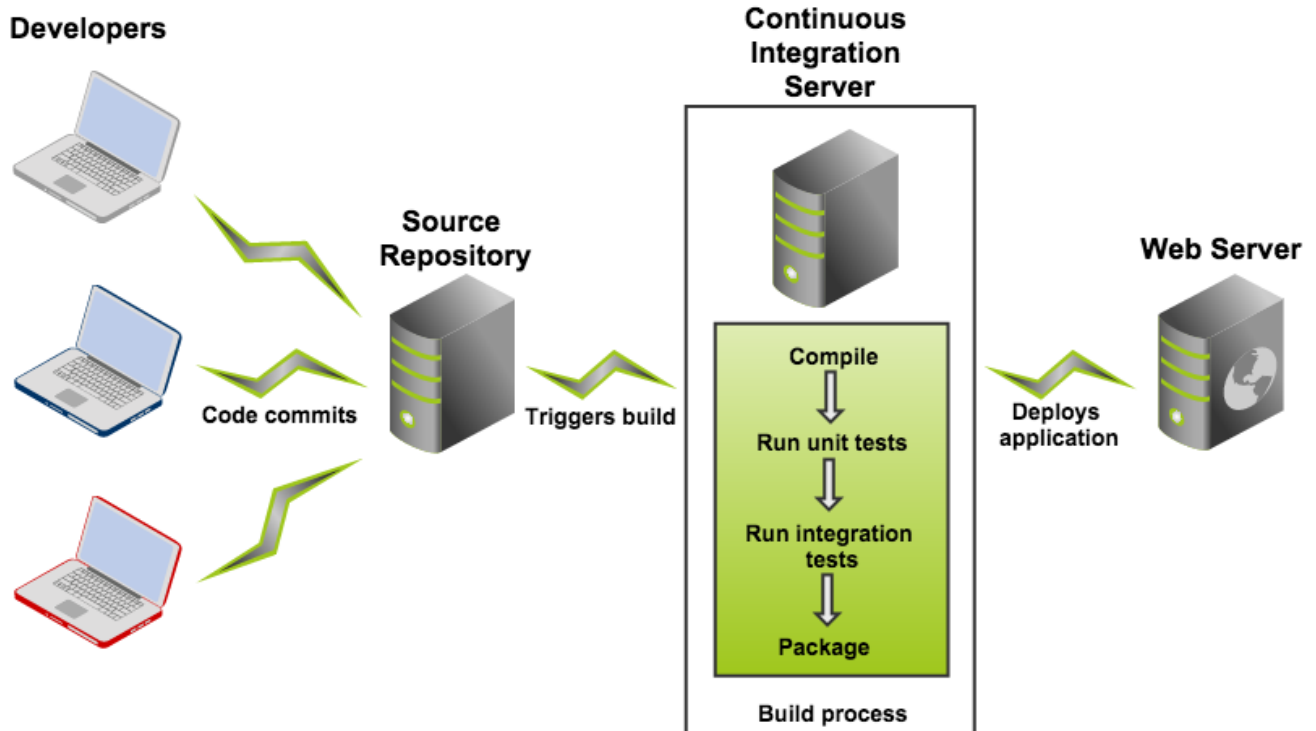 Developers
Continuous
Integration
Server
Source
Repository
Web Server
Code commits
Triggers build
Compile
Run unit tests
Run integration
tests
Package
Build process
Deploys
application